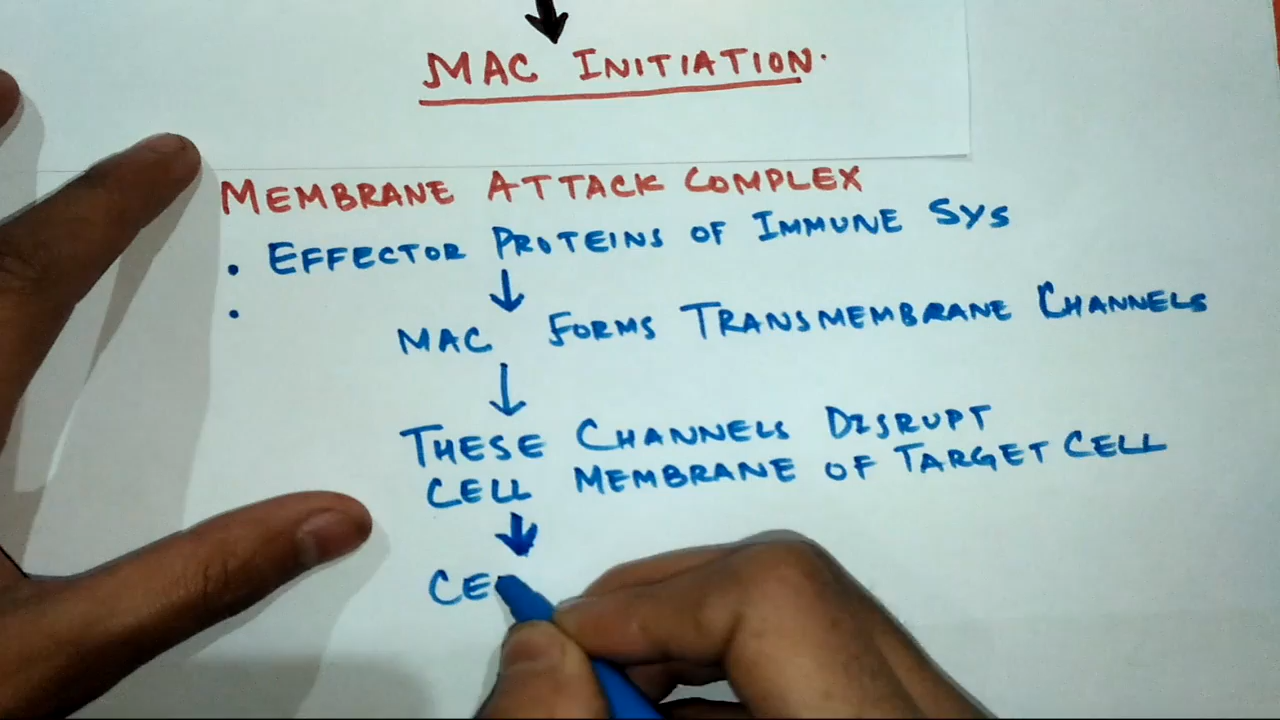 MAC INITIATION.
MEMBRANE ATTACK COMPLEX
• EFFECTOR PROTEINS OF IMMUNE SYS
↓
• MAC FORMS TRANSMEMBRANE CHANNELS
↓
THESE CHANNELS DISRUPT
CELL MEMBRANE OF TARGET CELL
↓
CE